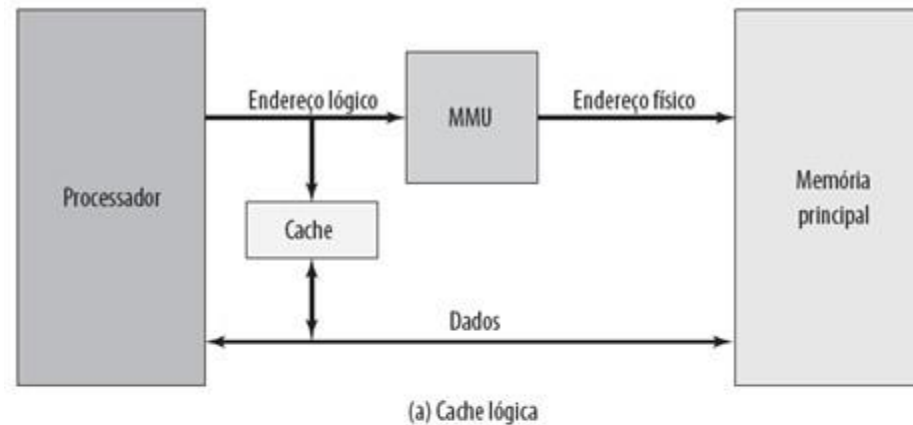 Endereço lógico
MMU
Endereço físico
Processador
Cache
Memória
principal
Dados
(a) Cache lógica